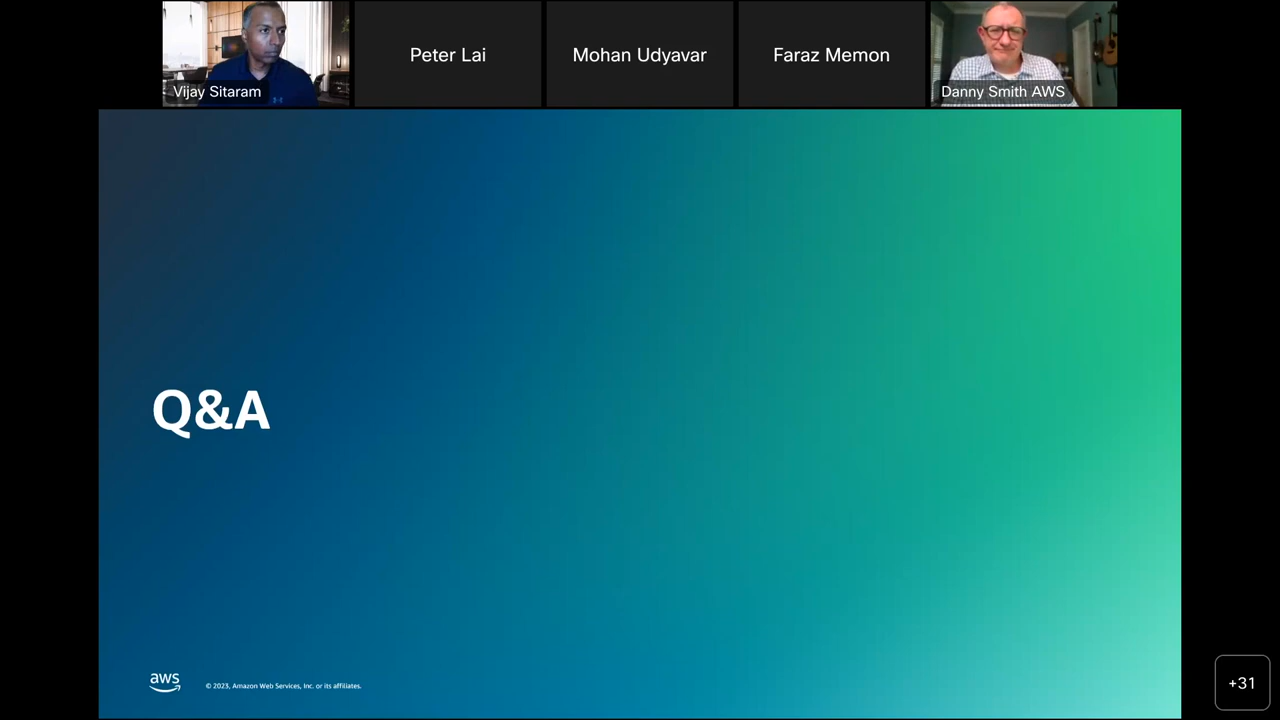 Vijay Sitaram
Peter Lai
Mohan Udyavar
Faraz Memon
Danny Smith AWS
Q&A
aws
© 2023, Amazon Web Services, Inc. or its affiliates.
+31